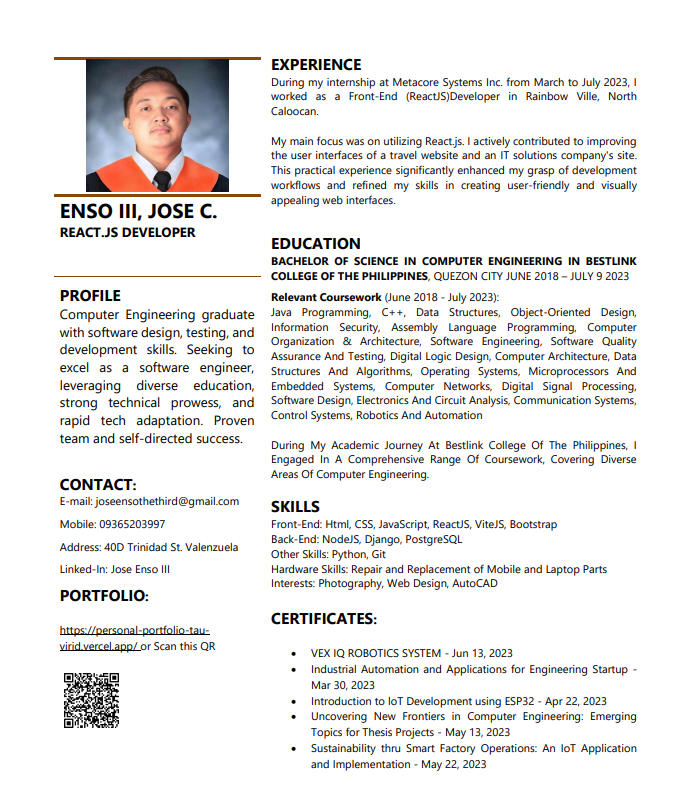 ENSO III, JOSE C.
REACT.JS DEVELOPER
PROFILE
Computer Engineering graduate
with software design, testing, and
development skills. Seeking to
excel as a software engineer,
leveraging diverse education,
strong technical prowess, and
rapid tech adaptation. Proven
team and self-directed success.
CONTACT:
E-mail: joseensothethird@gmail.com
Mobile: 09365203997
Address: 40D Trinidad St. Valenzuela
Linked-In: Jose Enso III
PORTFOLIO:
https://personal-portfolio-tau-
virid.vercel.app/ or Scan this QR
EXPERIENCE
During my internship at Metacore Systems Inc. from March to July 2023, I
worked as a Front-End (ReactJS)Developer in Rainbow Ville, North
Caloocan.
My main focus was on utilizing React.js. I actively contributed to improving
the user interfaces of a travel website and an IT solutions company's site.
This practical experience significantly enhanced my grasp of development
workflows and refined my skills in creating user-friendly and visually
appealing web interfaces.
EDUCATION
BACHELOR OF SCIENCE IN COMPUTER ENGINEERING IN BESTLINK
COLLEGE OF THE PHILIPPINES, QUEZON CITY JUNE 2018 – JULY 9 2023
Relevant Coursework (June 2018 - July 2023):
Java Programming, C++, Data Structures, Object-Oriented Design,
Information Security, Assembly Language Programming, Computer
Organization & Architecture, Software Engineering, Software Quality
Assurance And Testing, Digital Logic Design, Computer Architecture, Data
Structures And Algorithms, Operating Systems, Microprocessors And
Embedded Systems, Computer Networks, Digital Signal Processing,
Software Design, Electronics And Circuit Analysis, Communication Systems,
Control Systems, Robotics And Automation
During My Academic Journey At Bestlink College Of The Philippines, I
Engaged In A Comprehensive Range Of Coursework, Covering Diverse
Areas Of Computer Engineering.
SKILLS
Front-End: Html, CSS, JavaScript, ReactJS, ViteJS, Bootstrap
Back-End: NodeJS, Django, PostgreSQL
Other Skills: Python, Git
Hardware Skills: Repair and Replacement of Mobile and Laptop Parts
Interests: Photography, Web Design, AutoCAD
CERTIFICATES:
• VEX IQ ROBOTICS SYSTEM - Jun 13, 2023
• Industrial Automation and Applications for Engineering Startup -
Mar 30, 2023
• Introduction to IoT Development using ESP32 - Apr 22, 2023
• Uncovering New Frontiers in Computer Engineering: Emerging
Topics for Thesis Projects - May 13, 2023
• Sustainability thru Smart Factory Operations: An IoT Application
and Implementation - May 22, 2023